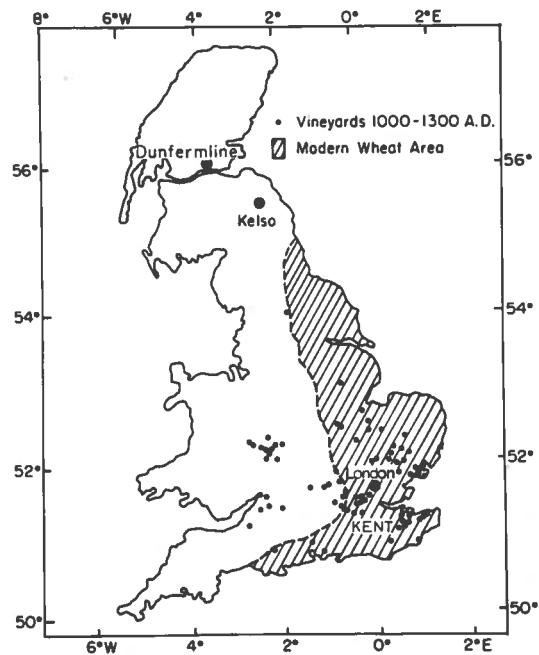 8° 6°W 4° 2° 0° 2°E
• Vineyards 1000-1300 A.D.
Modern Wheat Area
Dunfermline
56° 56°
Kelso
54° 54°
52° 52°
London
KENT
50° 50°
6°W 4° 2° 0° 2°E